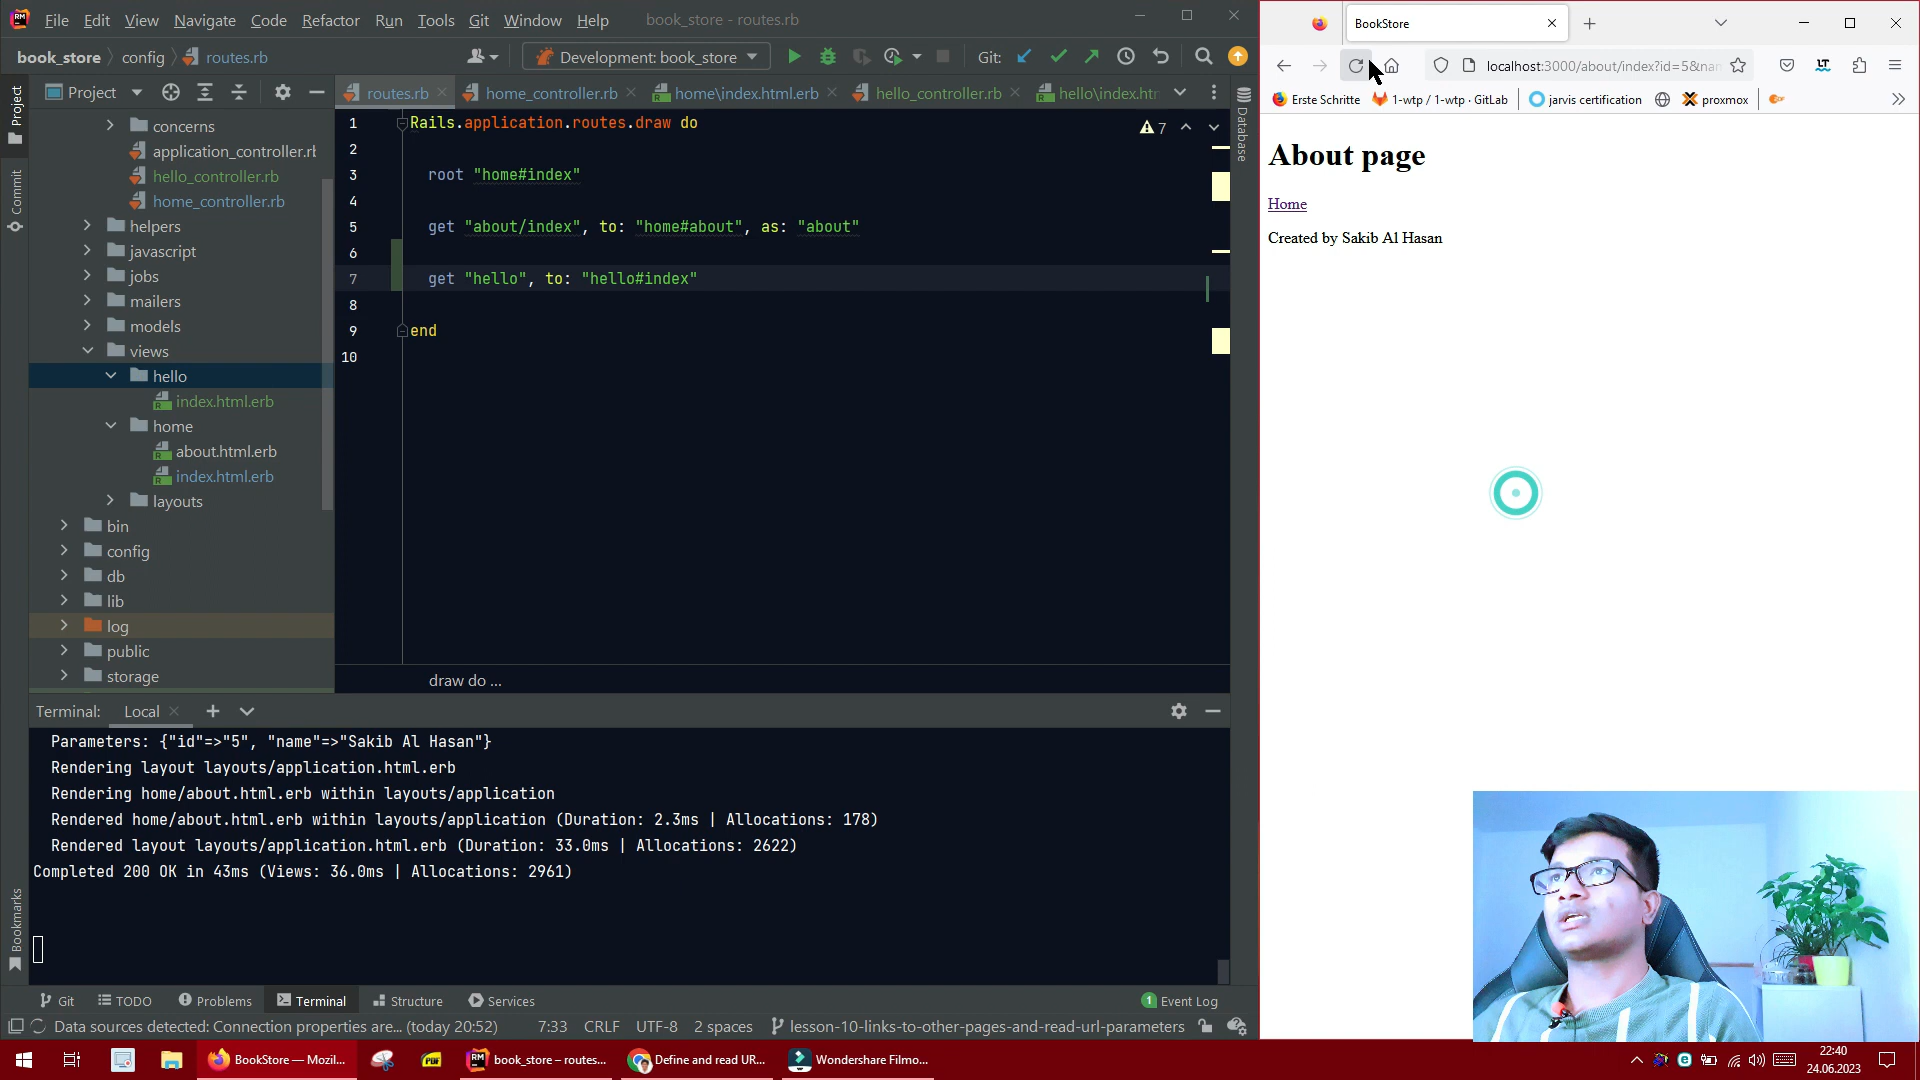 File Edit View Navigate Code Refactor Run Tools Git Window Help book_store - routes.rb
book_store config routes.rb
Development: book_store
Git:
Project
routes.rb home_controller.rb home\index.html.erb hello_controller.rb hello\index.htr
Project
Commit
Bookmarks
Database
concerns
application_controller.rb
hello_controller.rb
home_controller.rb
helpers
javascript
jobs
mailers
models
views
hello
index.html.erb
home
about.html.erb
index.html.erb
layouts
bin
config
db
lib
log
public
storage
7
1 Rails.application.routes.draw do
2
3 root "home#index"
4
5 get "about/index", to: "home#about", as: "about"
6
7 get "hello", to: "hello#index"
8
9 end
10
draw do ...
Terminal: Local
Parameters: {"id"=>"5", "name"=>"Sakib Al Hasan"}
Rendering layout layouts/application.html.erb
Rendering home/about.html.erb within layouts/application
Rendered home/about.html.erb within layouts/application (Duration: 2.3ms | Allocations: 178)
Rendered layout layouts/application.html.erb (Duration: 33.0ms | Allocations: 2622)
Completed 200 OK in 43ms (Views: 36.0ms | Allocations: 2961)
Git TODO Problems Terminal Structure Services 1 Event Log
Data sources detected: Connection properties are... (today 20:52) 7:33 CRLF UTF-8 2 spaces lesson-10-links-to-other-pages-and-read-url-parameters
BookStore
localhost:3000/about/index?id=5&nam
Erste Schritte 1-wtp / 1-wtp · GitLab jarvis certification proxmox
About page
Home
Created by Sakib Al Hasan
BookStore — Mozil... PDF book_store – routes... Define and read UR... Wondershare Filmo...
22:40
24.06.2023